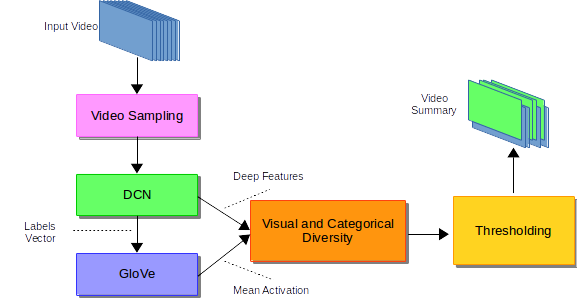 Input Video
Video Sampling
DCN
Labels
Vector
GloVe
Deep Features
Mean Activation
Visual and Categorical
Diversity
Thresholding
Video
Summary